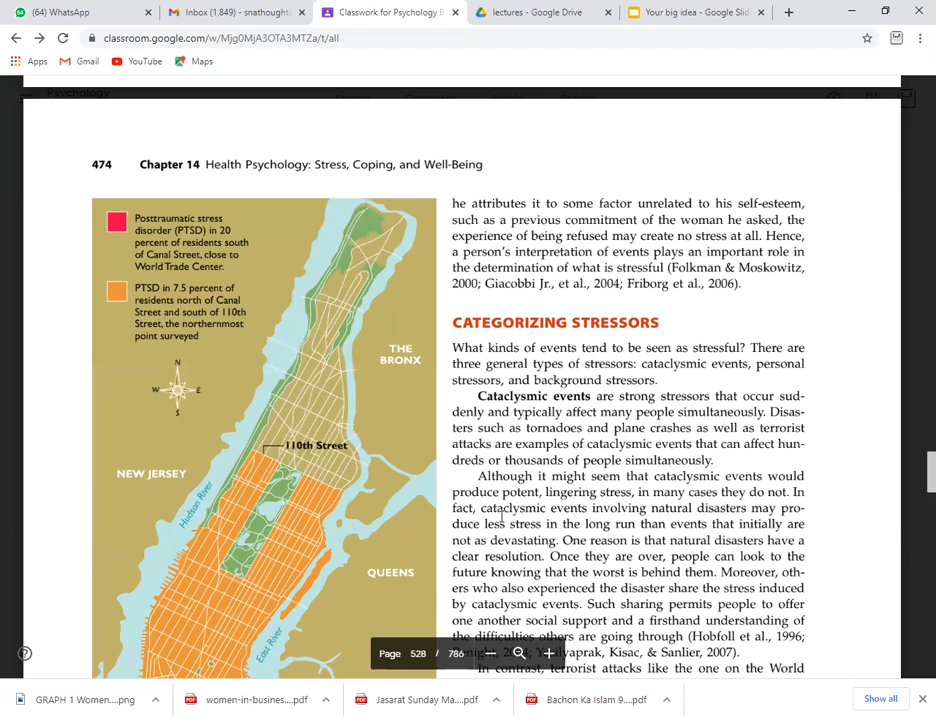 (64) WhatsApp
Inbox (1,849) - snathought
Classwork for Psychology B
lectures - Google Drive
Your big idea - Google Slid
classroom.google.com/w/Mjg0MjA3OTA3MTZa/t/all
Apps
Gmail
YouTube
Maps
Psychology
474 Chapter 14 Health Psychology: Stress, Coping, and Well-Being
Posttraumatic stress
disorder (PTSD) in 20
percent of residents south
of Canal Street, close to
World Trade Center.
PTSD in 7.5 percent of
residents north of Canal
Street and south of 110th
Street, the northernmost
point surveyed
N
W
E
S
THE
BRONX
110th Street
NEW JERSEY
Hudson River
QUEENS
East River
he attributes it to some factor unrelated to his self-esteem,
such as a previous commitment of the woman he asked, the
experience of being refused may create no stress at all. Hence,
a person's interpretation of events plays an important role in
the determination of what is stressful (Folkman & Moskowitz,
2000; Giacobbi Jr., et al., 2004; Friborg et al., 2006).
CATEGORIZING STRESSORS
What kinds of events tend to be seen as stressful? There are
three general types of stressors: cataclysmic events, personal
stressors, and background stressors.
Cataclysmic events are strong stressors that occur sud-
denly and typically affect many people simultaneously. Disas-
ters such as tornadoes and plane crashes as well as terrorist
attacks are examples of cataclysmic events that can affect hun-
dreds or thousands of people simultaneously.
Although it might seem that cataclysmic events would
produce potent, lingering stress, in many cases they do not. In
fact, cataclysmic events involving natural disasters may pro-
duce less stress in the long run than events that initially are
not as devastating. One reason is that natural disasters have a
clear resolution. Once they are over, people can look to the
future knowing that the worst is behind them. Moreover, oth-
ers who also experienced the disaster share the stress induced
by cataclysmic events. Such sharing permits people to offer
one another social support and a firsthand understanding of
the difficulties others are going through (Hobfoll et al., 1996;
Kisac, & Sanlier, 2007).
In contrast, terrorist attacks like the one on the World
Page 528 / 786
GRAPH 1 Women....png
women-in-busines....pdf
Jasarat Sunday Ma....pdf
Bachon Ka Islam 9....pdf
Show all